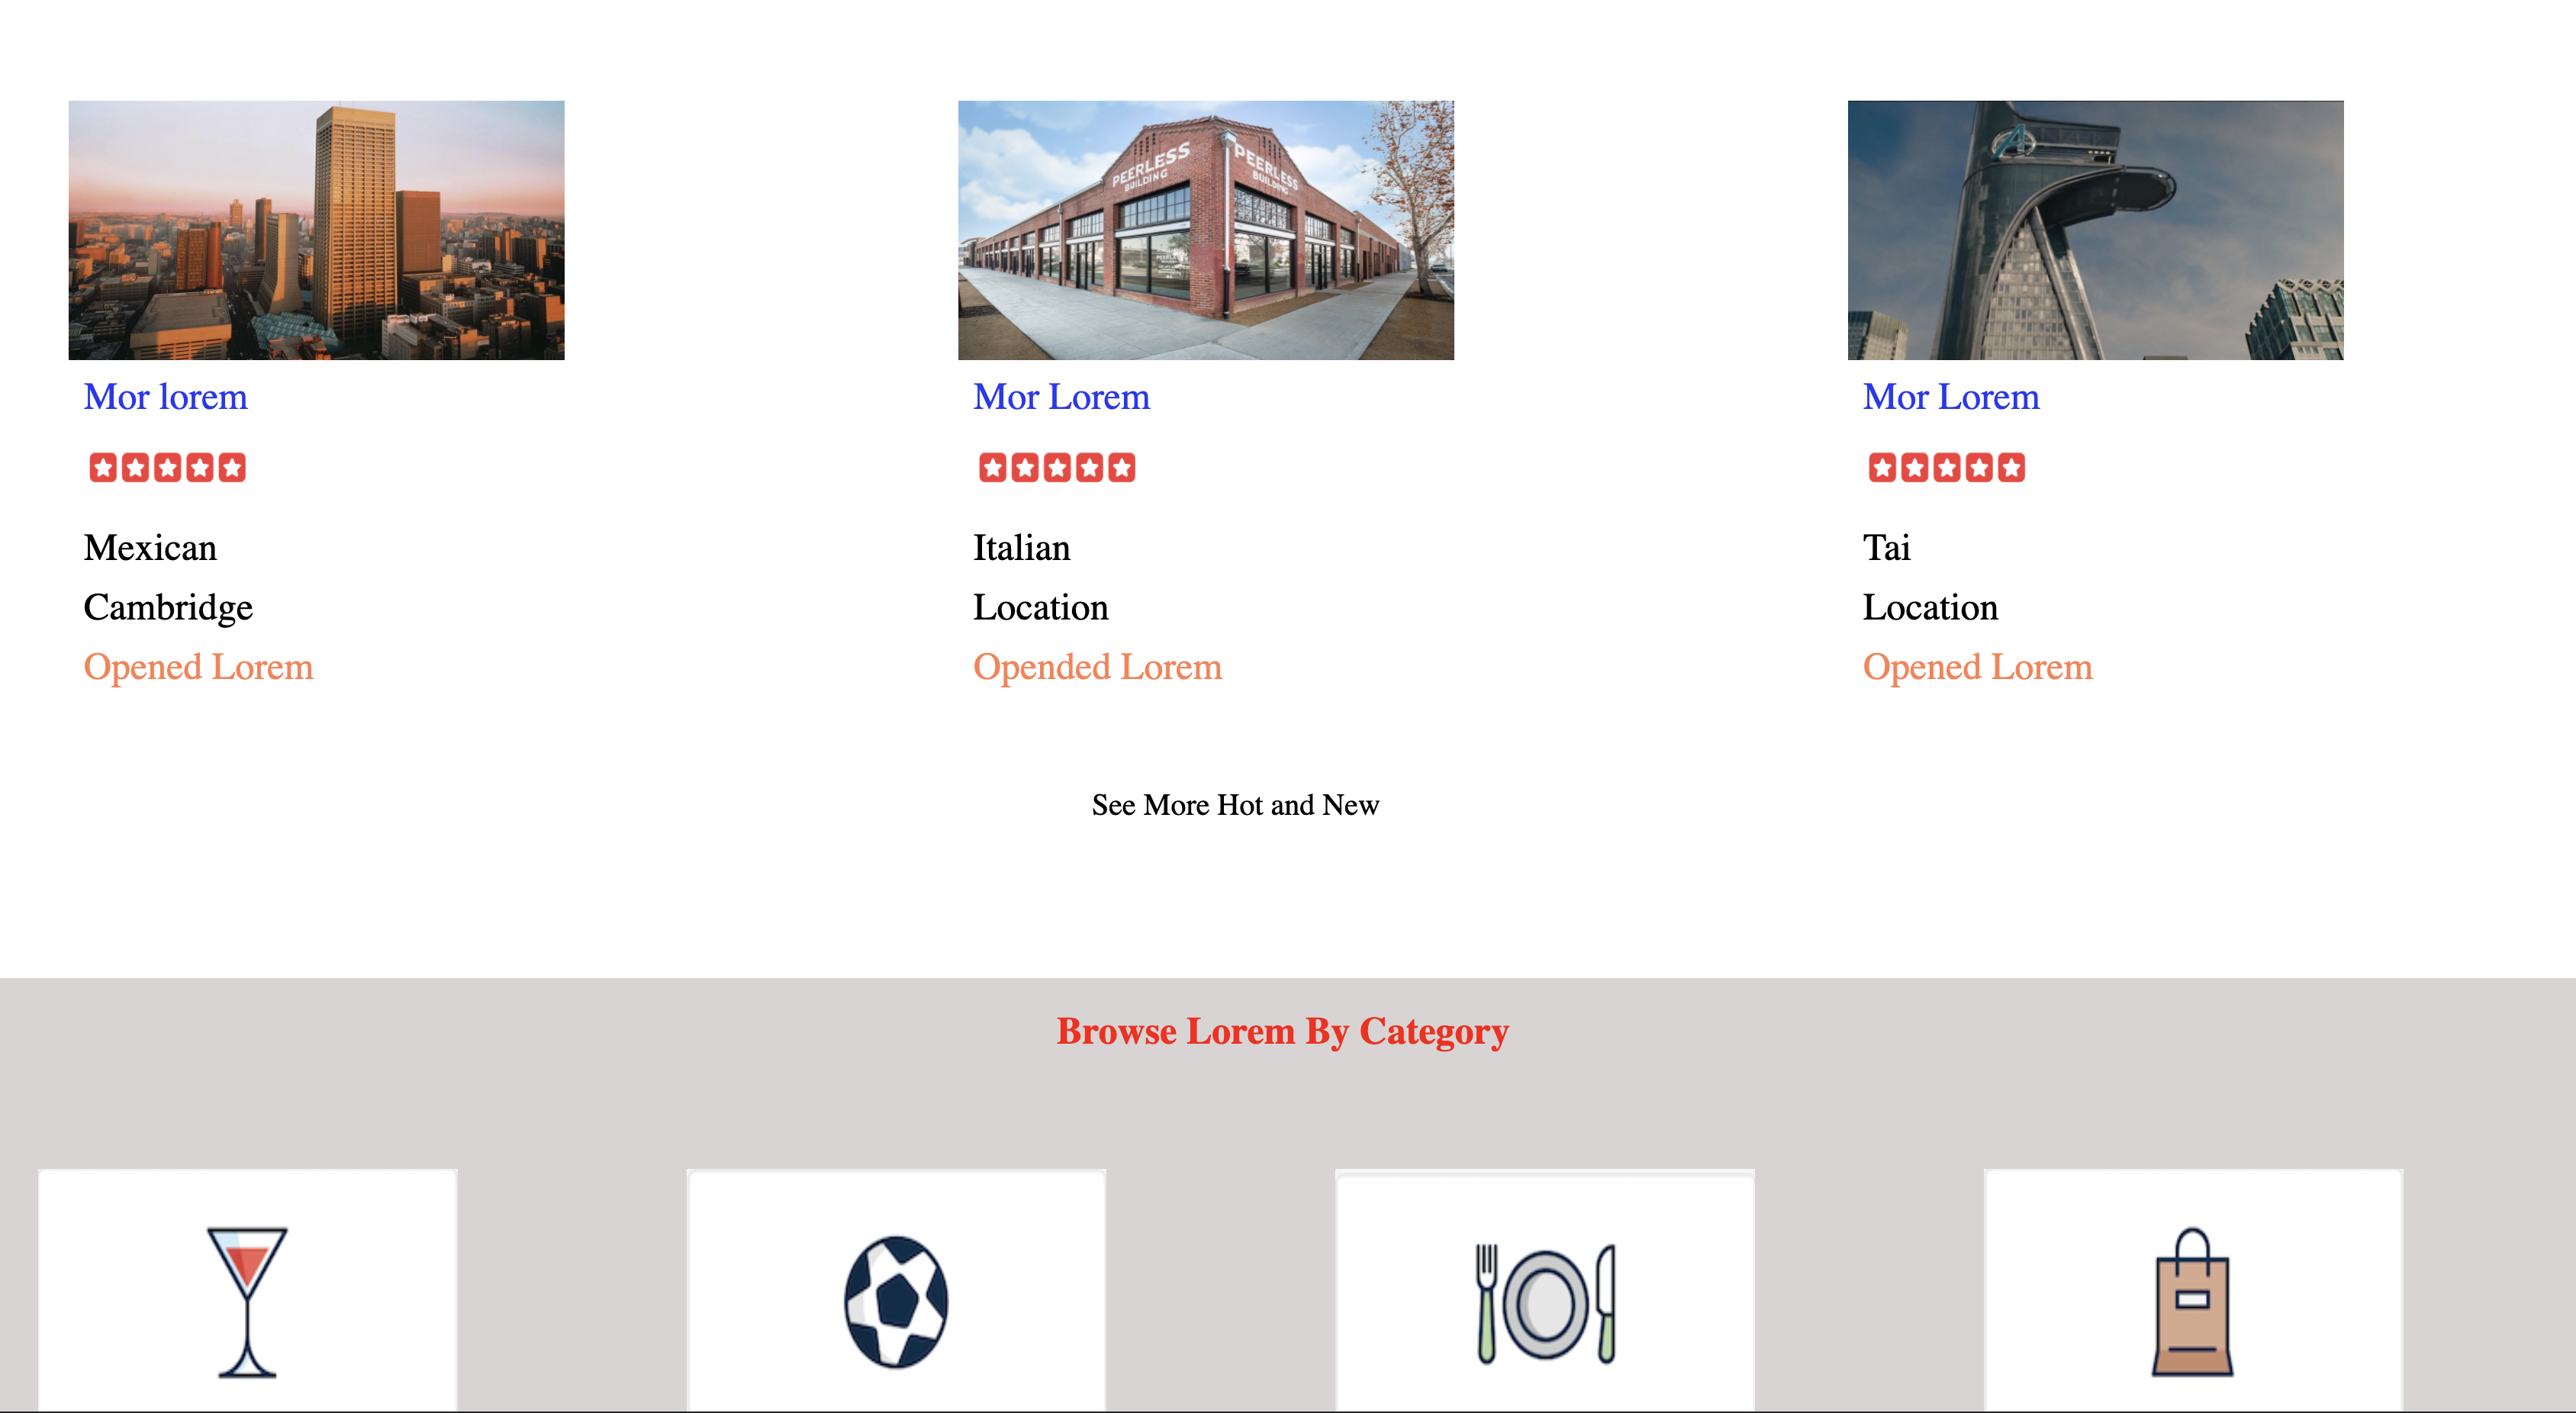 PEERLESS
BUILDING
PEERLESS
BUILDING
Mor lorem
Mor Lorem
Mor Lorem
Mexican
Italian
Tai
Cambridge
Location
Location
Opened Lorem
Opended Lorem
Opened Lorem
See More Hot and New
Browse Lorem By Category